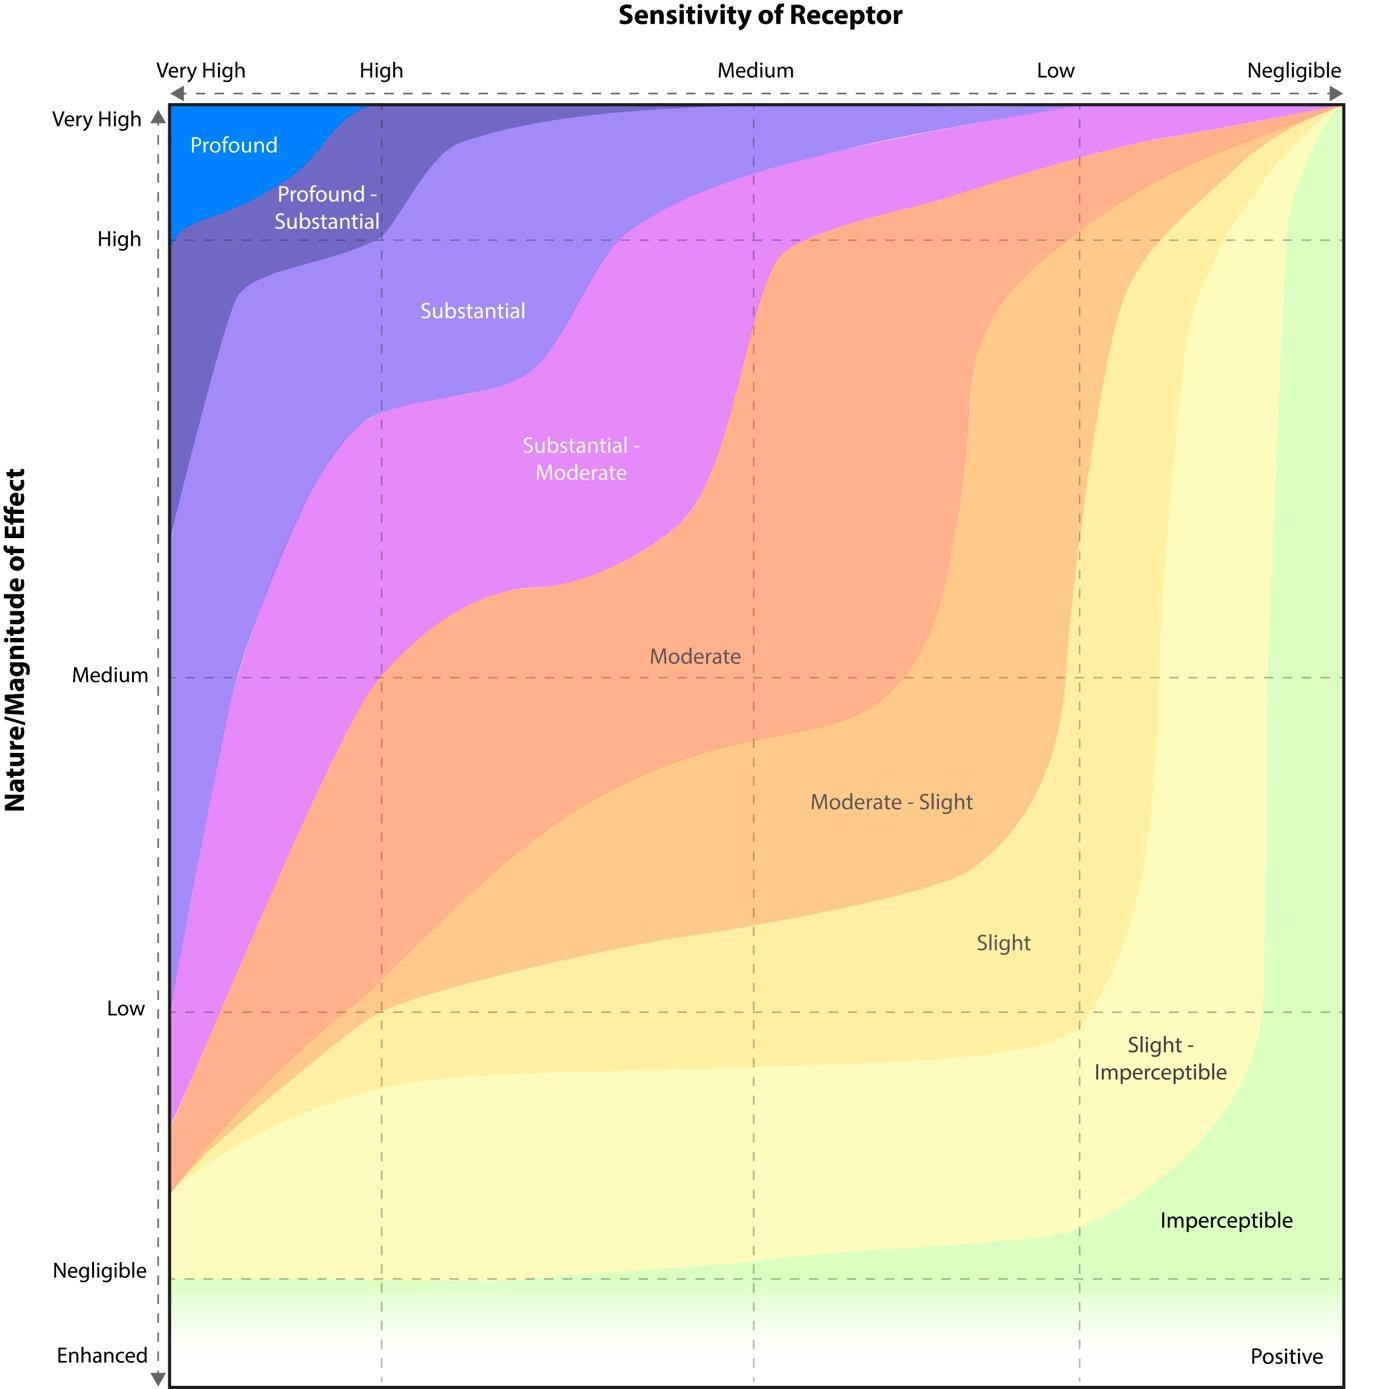 Sensitivity of Receptor
Very High
High
Medium
Low
Negligible
Nature/Magnitude of Effect
Very High
High
Medium
Low
Negligible
Enhanced
Profound
Profound -
Substantial
Substantial
Substantial -
Moderate
Moderate
Moderate - Slight
Slight
Slight -
Imperceptible
Imperceptible
Positive